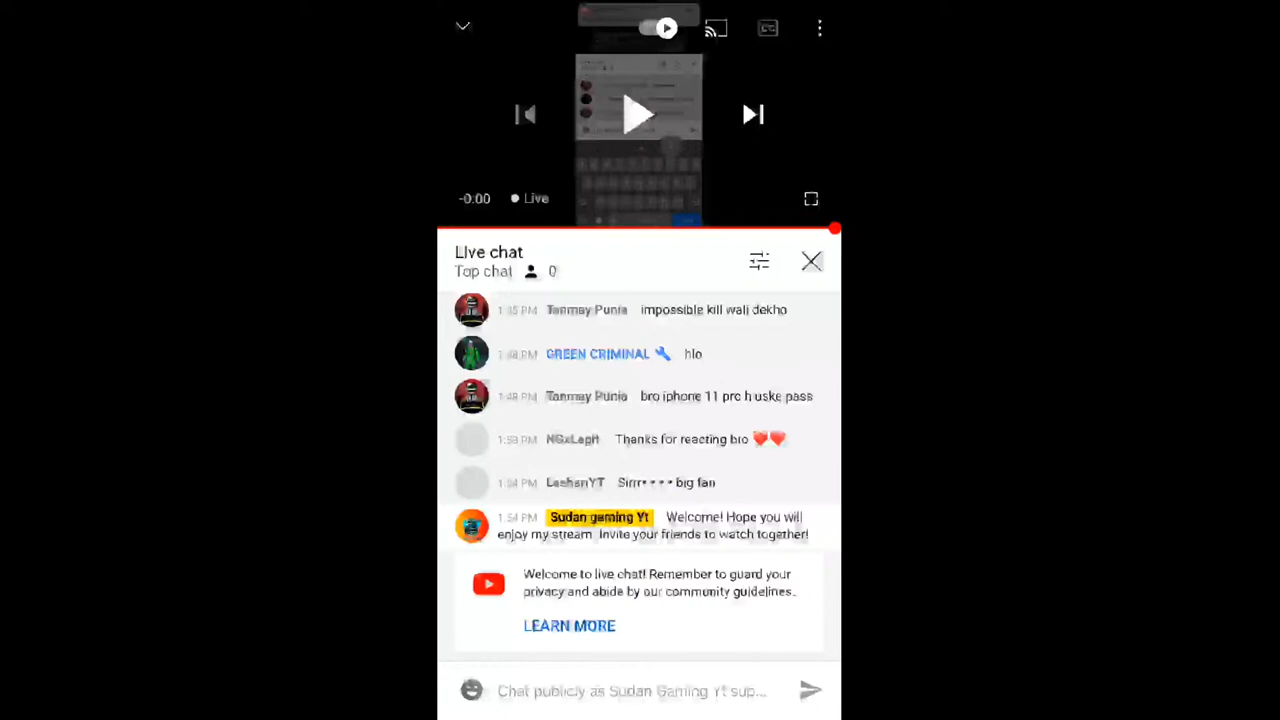 -0:00 Live
Live chat
Top chat 0
1:45 PM Tanmay Punia impossible kill wali dekho
1:48 PM GREEN CRIMINAL hlo
1:48 PM Tanmay Punia bro iphone 11 pro h uske pass
1:53 PM NGxLegit Thanks for reacting bro ❤️❤️
1:54 PM LeshanYT Sirrr•••• big fan
1:54 PM Sudan gaming Yt Welcome! Hope you will
enjoy my stream. Invite your friends to watch together!
Welcome to live chat! Remember to guard your
privacy and abide by our community guidelines.
LEARN MORE
Chat publicly as Sudan Gaming Yt sup...